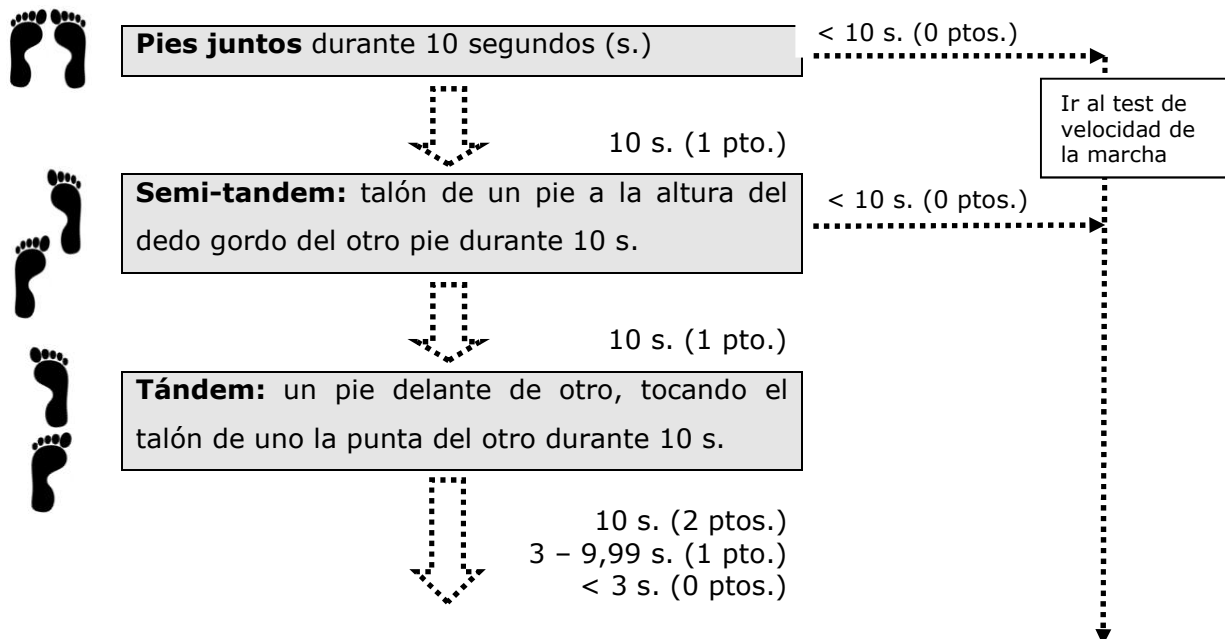 Pies juntos durante 10 segundos (s.)
< 10 s. (0 ptos.)
Ir al test de
velocidad de
la marcha
10 s. (1 pto.)
Semi-tandem: talón de un pie a la altura del
dedo gordo del otro pie durante 10 s.
< 10 s. (0 ptos.)
10 s. (1 pto.)
Tándem: un pie delante de otro, tocando el
talón de uno la punta del otro durante 10 s.
10 s. (2 ptos.)
3 – 9,99 s. (1 pto.)
< 3 s. (0 ptos.)